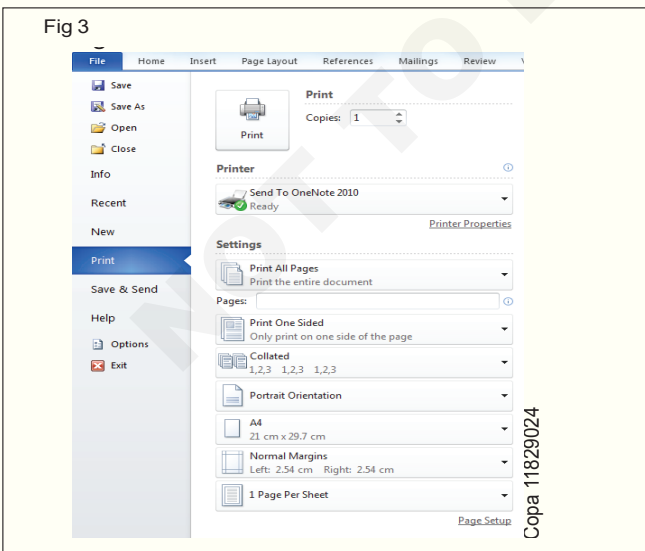 Fig 3
File Home Insert Page Layout References Mailings Review
Save
Save As
Open
Close
Info
Recent
New
Print
Save & Send
Help
Options
Exit
Print
Print
Copies: 1
Printer
Send To OneNote 2010
Ready
Printer Properties
Settings
Print All Pages
Print the entire document
Pages:
Print One Sided
Only print on one side of the page
Collated
1,2,3 1,2,3 1,2,3
Portrait Orientation
A4
21 cm x 29.7 cm
Normal Margins
Left: 2.54 cm Right: 2.54 cm
1 Page Per Sheet
Page Setup
Copa 11829024
NOT TO